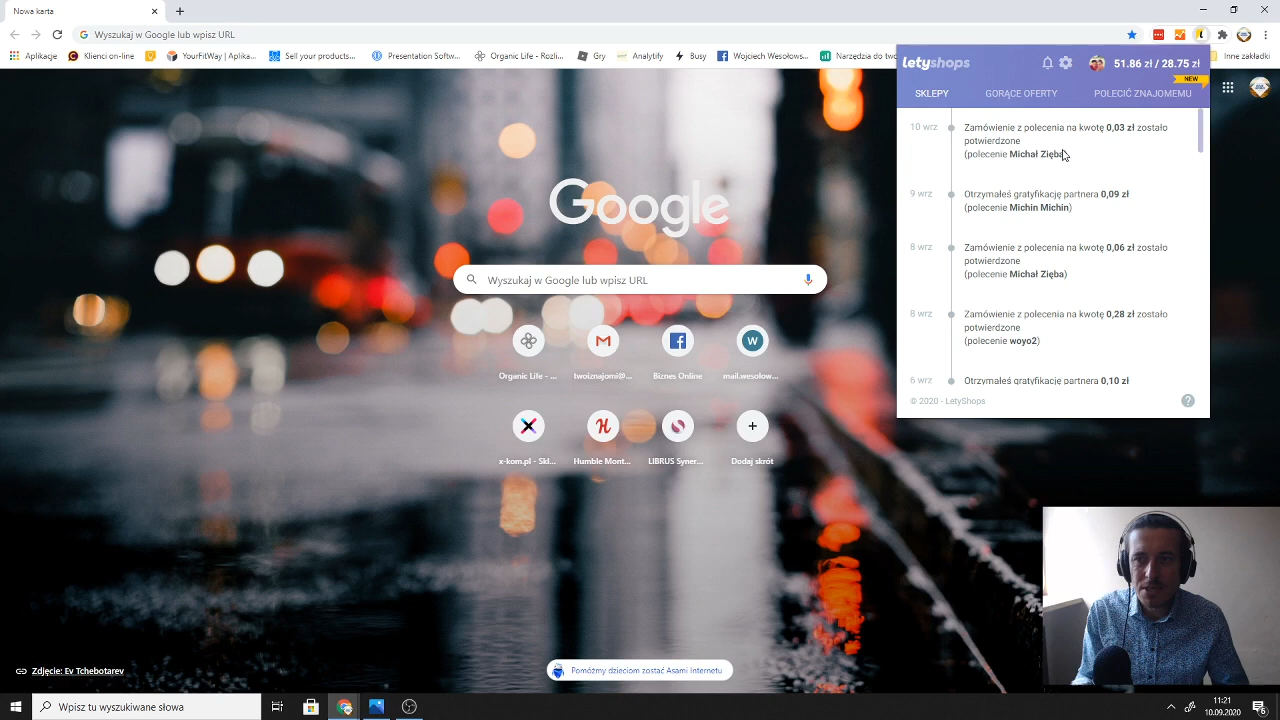 Nowa karta
Wyszukaj w Google lub wpisz URL
Aplikacje
Klienci on-line
YourFitWay | Anthon...
Sell your products...
Presentation Softw...
Organic Life - Rozli...
Gry
Analytify
Busy
Wojciech Wesołows...
Narzędzia do tworz
Inne zakładki
letyshops
51.86 zł / 28.75 zł
NEW
SKLEPY
GORĄCE OFERTY
POLECIĆ ZNAJOMEMU
10 wrz
Zamówienie z polecenia na kwotę 0,03 zł zostało
potwierdzone
(polecenie Michał Zięba
9 wrz
Otrzymałeś gratyfikację partnera 0,09 zł
(polecenie Michin Michin)
8 wrz
Zamówienie z polecenia na kwotę 0,06 zł zostało
potwierdzone
(polecenie Michał Zięba)
8 wrz
Zamówienie z polecenia na kwotę 0,28 zł zostało
potwierdzone
(polecenie woyo2)
6 wrz
Otrzymałeś gratyfikację partnera 0,10 zł
© 2020 - LetyShops
Google
Wyszukaj w Google lub wpisz URL
W
Organic Life - ...
twoiznajomi@...
Biznes Online
mail.wesołow...
x-kom.pl - Skl...
Humble Mont...
LIBRUS Syner...
Dodaj skrót
Zdjęcie: Ev Tchebotarev
Pomóżmy dzieciom zostać Asami Internetu
Wpisz tu wyszukiwane słowa
11:21
10.09.2020
6